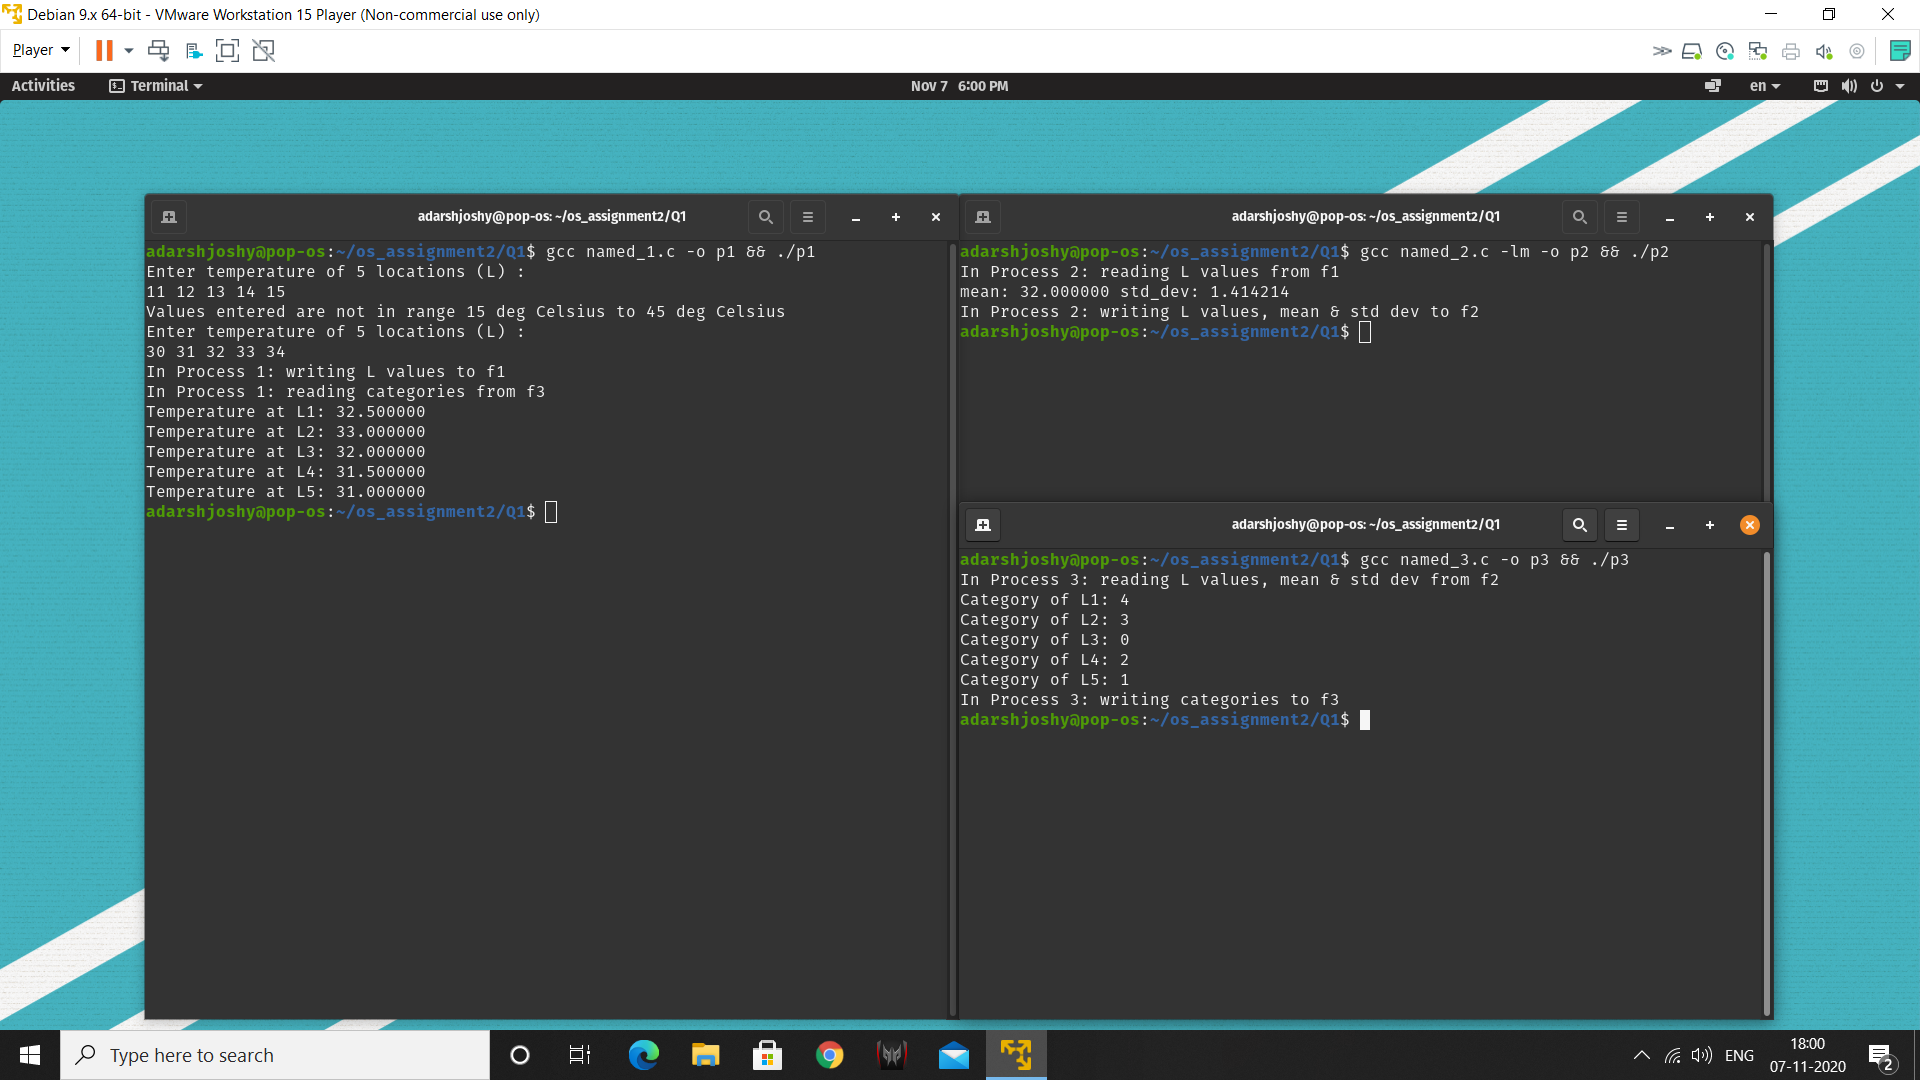 Debian 9.x 64-bit - VMware Workstation 15 Player (Non-commercial use only)
Player
Activities
Terminal
Nov 7 6:00 PM
en
adarshjoshy@pop-os: ~/os_assignment2/Q1
adarshjoshy@pop-os:~/os_assignment2/Q1$ gcc named_1.c -o p1 && ./p1
Enter temperature of 5 locations (L) :
11 12 13 14 15
Values entered are not in range 15 deg Celsius to 45 deg Celsius
Enter temperature of 5 locations (L) :
30 31 32 33 34
In Process 1: writing L values to f1
In Process 1: reading categories from f3
Temperature at L1: 32.500000
Temperature at L2: 33.000000
Temperature at L3: 32.000000
Temperature at L4: 31.500000
Temperature at L5: 31.000000
adarshjoshy@pop-os:~/os_assignment2/Q1$
adarshjoshy@pop-os: ~/os_assignment2/Q1
adarshjoshy@pop-os:~/os_assignment2/Q1$ gcc named_2.c -lm -o p2 && ./p2
In Process 2: reading L values from f1
mean: 32.000000 std_dev: 1.414214
In Process 2: writing L values, mean & std dev to f2
adarshjoshy@pop-os:~/os_assignment2/Q1$
adarshjoshy@pop-os: ~/os_assignment2/Q1
adarshjoshy@pop-os:~/os_assignment2/Q1$ gcc named_3.c -o p3 && ./p3
In Process 3: reading L values, mean & std dev from f2
Category of L1: 4
Category of L2: 3
Category of L3: 0
Category of L4: 2
Category of L5: 1
In Process 3: writing categories to f3
adarshjoshy@pop-os:~/os_assignment2/Q1$
Type here to search
ENG
18:00
07-11-2020
2